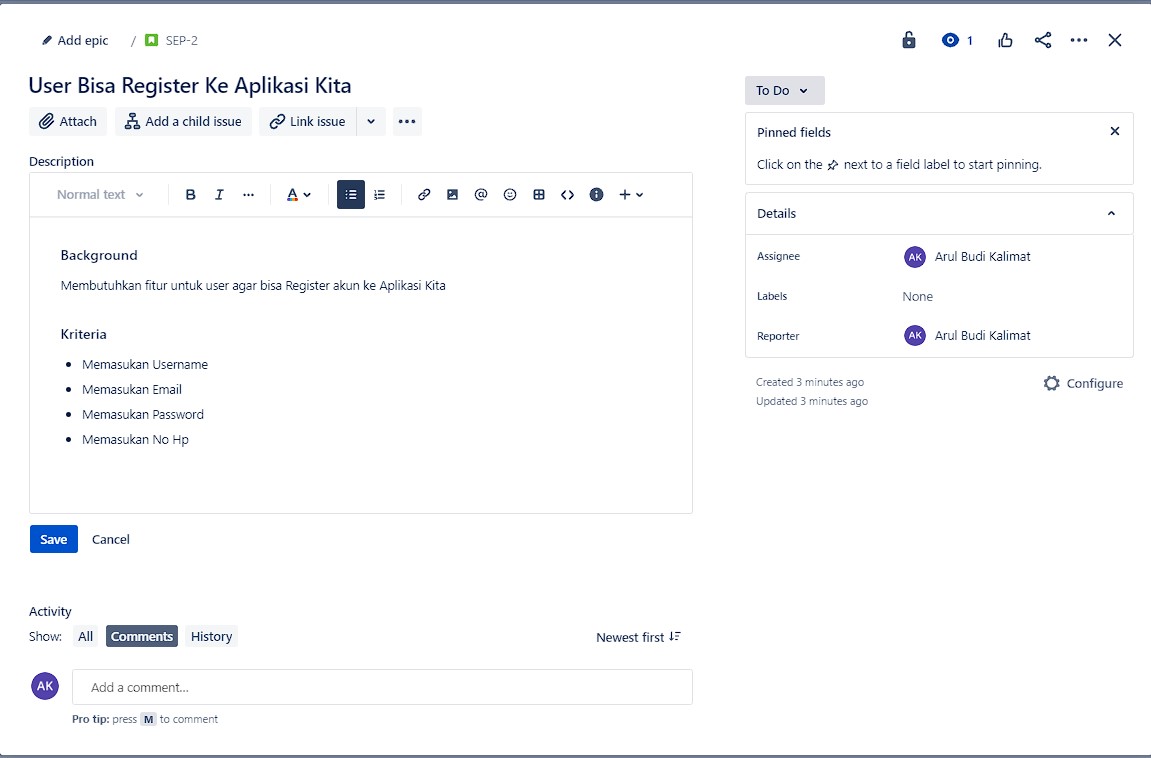 Add epic / SEP-2
1
User Bisa Register Ke Aplikasi Kita
Attach Add a child issue Link issue
Description
Normal text B I A
Background
Membutuhkan fitur untuk user agar bisa Register akun ke Aplikasi Kita
Kriteria
• Memasukan Username
• Memasukan Email
• Memasukan Password
• Memasukan No Hp
Save Cancel
Activity
Show: All Comments History
Newest first
AK Add a comment...
Pro tip: press M to comment
To Do
Pinned fields
Click on the next to a field label to start pinning.
Details
Assignee AK Arul Budi Kalimat
Labels None
Reporter AK Arul Budi Kalimat
Created 3 minutes ago
Updated 3 minutes ago
Configure